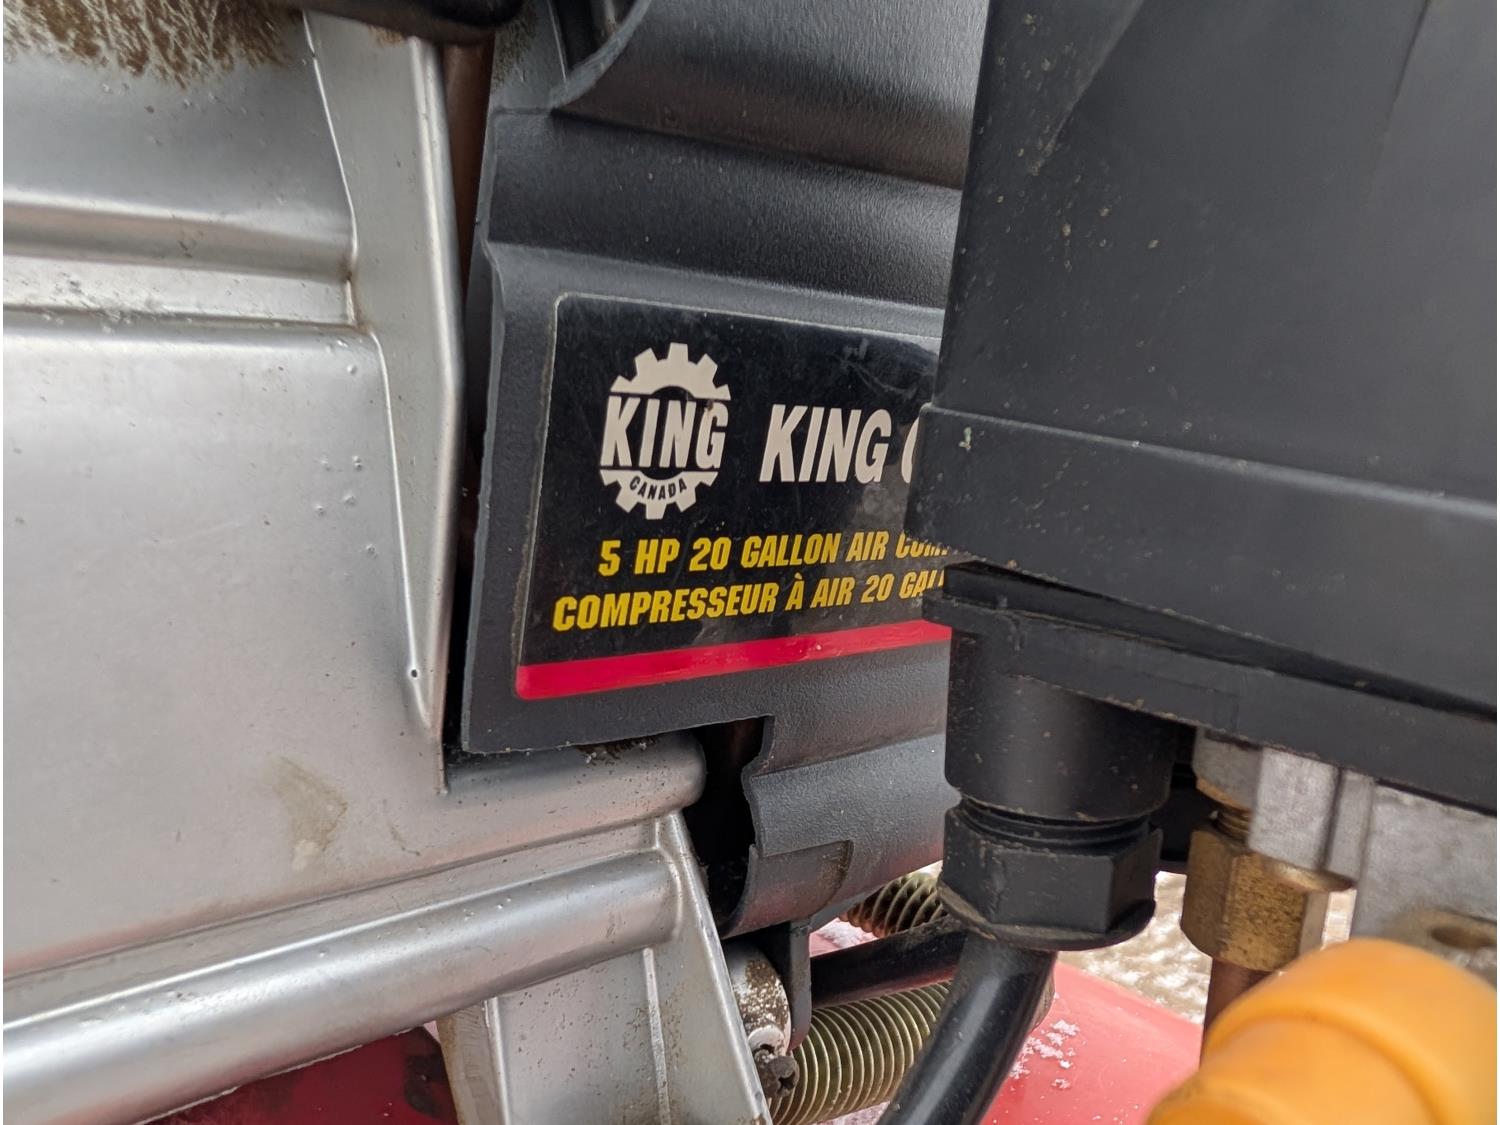 KING
CANADA
KING
5 HP 20 GALLON AIR
COMPRESSEUR À AIR 20